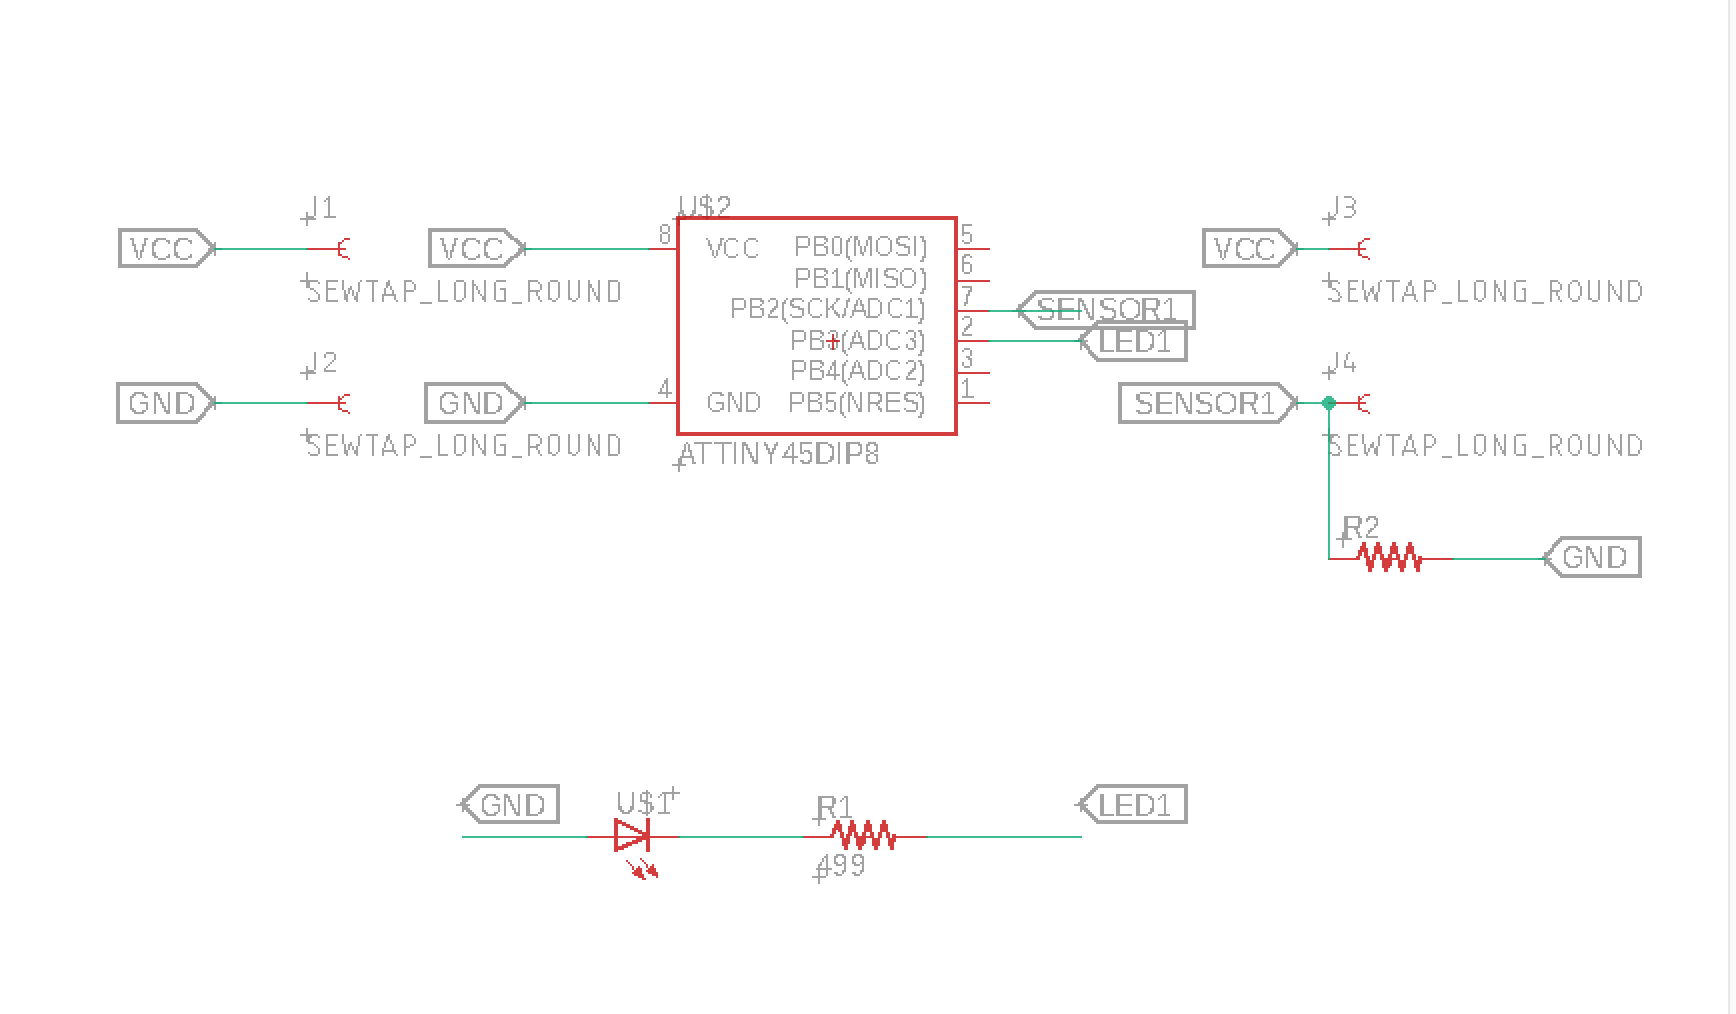 J1
VCC
SEWTAP_LONG_ROUND
J2
GND
SEWTAP_LONG_ROUND
U$2
VCC
8
VCC
GND
4
GND
PB0(MOSI)
5
PB1(MISO)
6
PB2(SCK/ADC1)
7
SENSOR1
PB3(ADC3)
2
LED1
PB4(ADC2)
3
PB5(NRES)
1
ATTINY45DIP8
J3
VCC
SEWTAP_LONG_ROUND
J4
SENSOR1
SEWTAP_LONG_ROUND
R2
GND
GND
U$1
R1
499
LED1